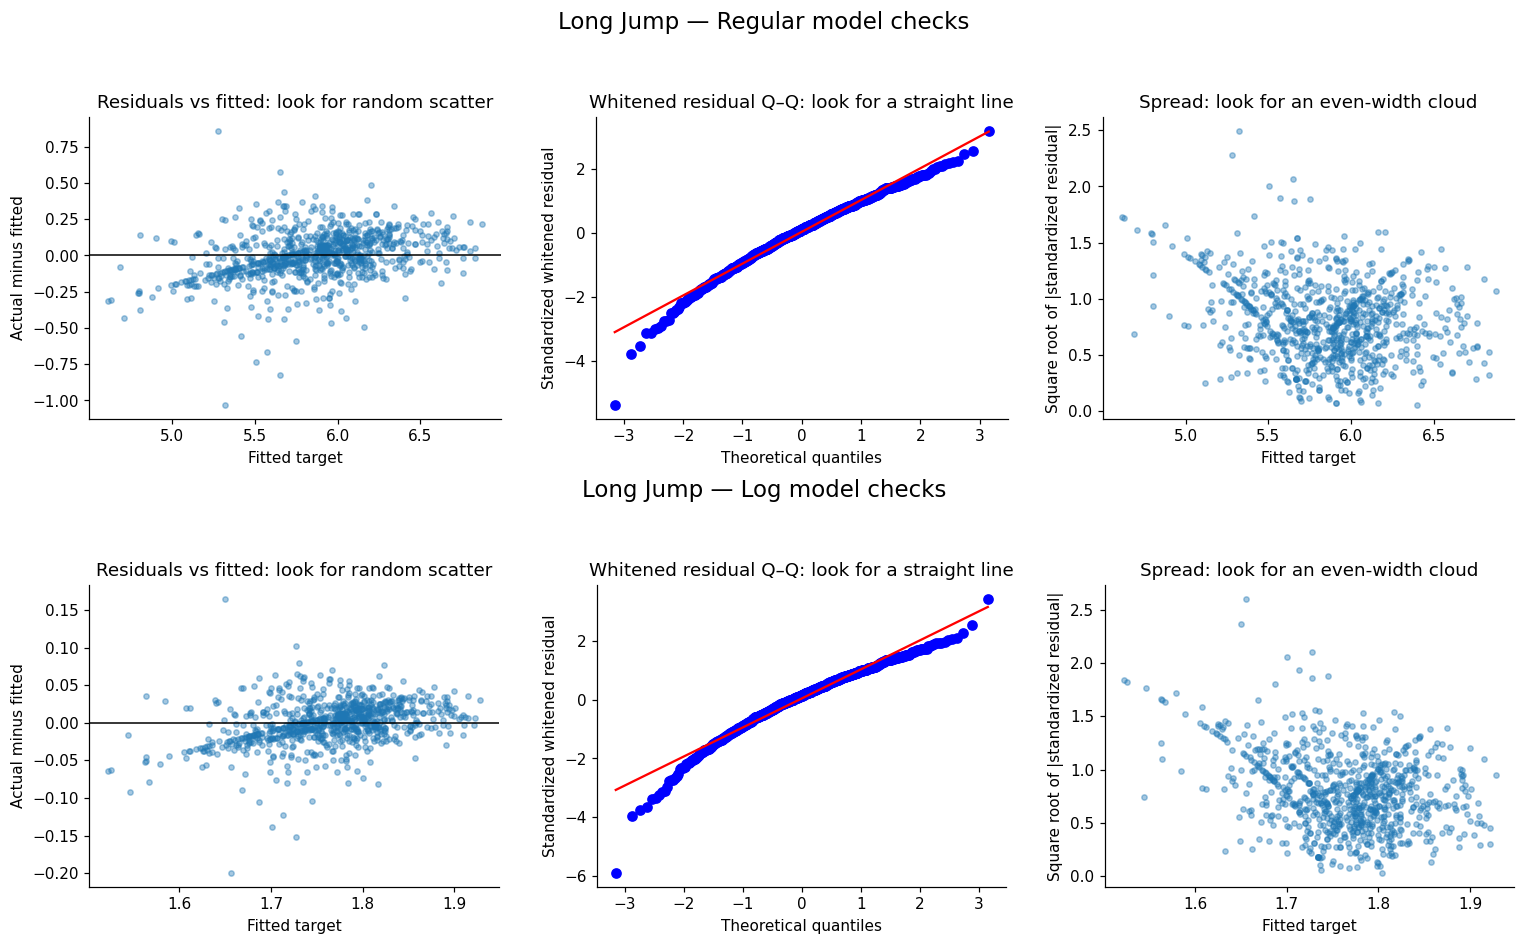 Long Jump — Regular model checks
Residuals vs fitted: look for random scatter
Whitened residual Q–Q: look for a straight line
Spread: look for an even-width cloud
Actual minus fitted
0.75
0.50
0.25
0.00
−0.25
−0.50
−0.75
−1.00
5.0 5.5 6.0 6.5
Fitted target
Standardized whitened residual
2
0
−2
−4
−3 −2 −1 0 1 2 3
Theoretical quantiles
Square root of |standardized residual|
2.5
2.0
1.5
1.0
0.5
0.0
5.0 5.5 6.0 6.5
Fitted target
Long Jump — Log model checks
Residuals vs fitted: look for random scatter
Whitened residual Q–Q: look for a straight line
Spread: look for an even-width cloud
Actual minus fitted
0.15
0.10
0.05
0.00
−0.05
−0.10
−0.15
−0.20
1.6 1.7 1.8 1.9
Fitted target
Standardized whitened residual
2
0
−2
−4
−6
−3 −2 −1 0 1 2 3
Theoretical quantiles
Square root of |standardized residual|
2.5
2.0
1.5
1.0
0.5
0.0
1.6 1.7 1.8 1.9
Fitted target